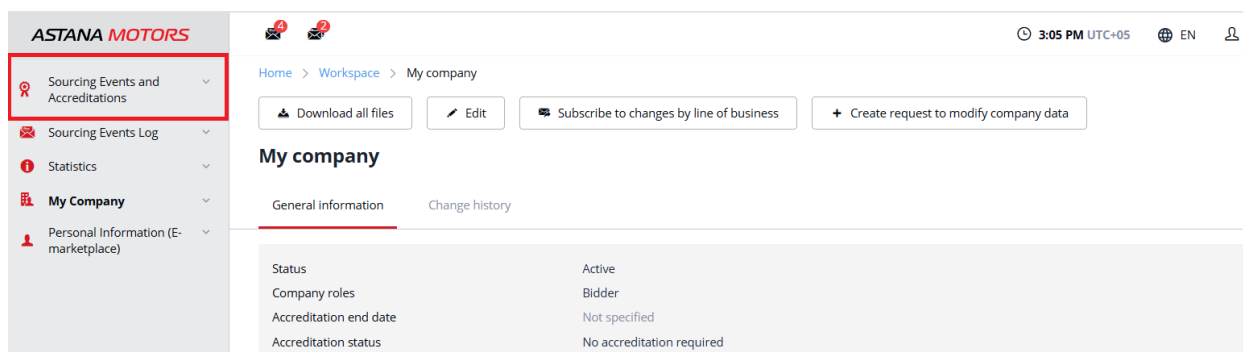 ASTANA MOTORS
4
2
3:05 PM UTC+05
EN
Sourcing Events and
Accreditations
Sourcing Events Log
Statistics
My Company
Personal Information (E-
marketplace)
Home > Workspace > My company
Download all files
Edit
Subscribe to changes by line of business
+ Create request to modify company data
My company
General information
Change history
Status Active
Company roles Bidder
Accreditation end date Not specified
Accreditation status No accreditation required